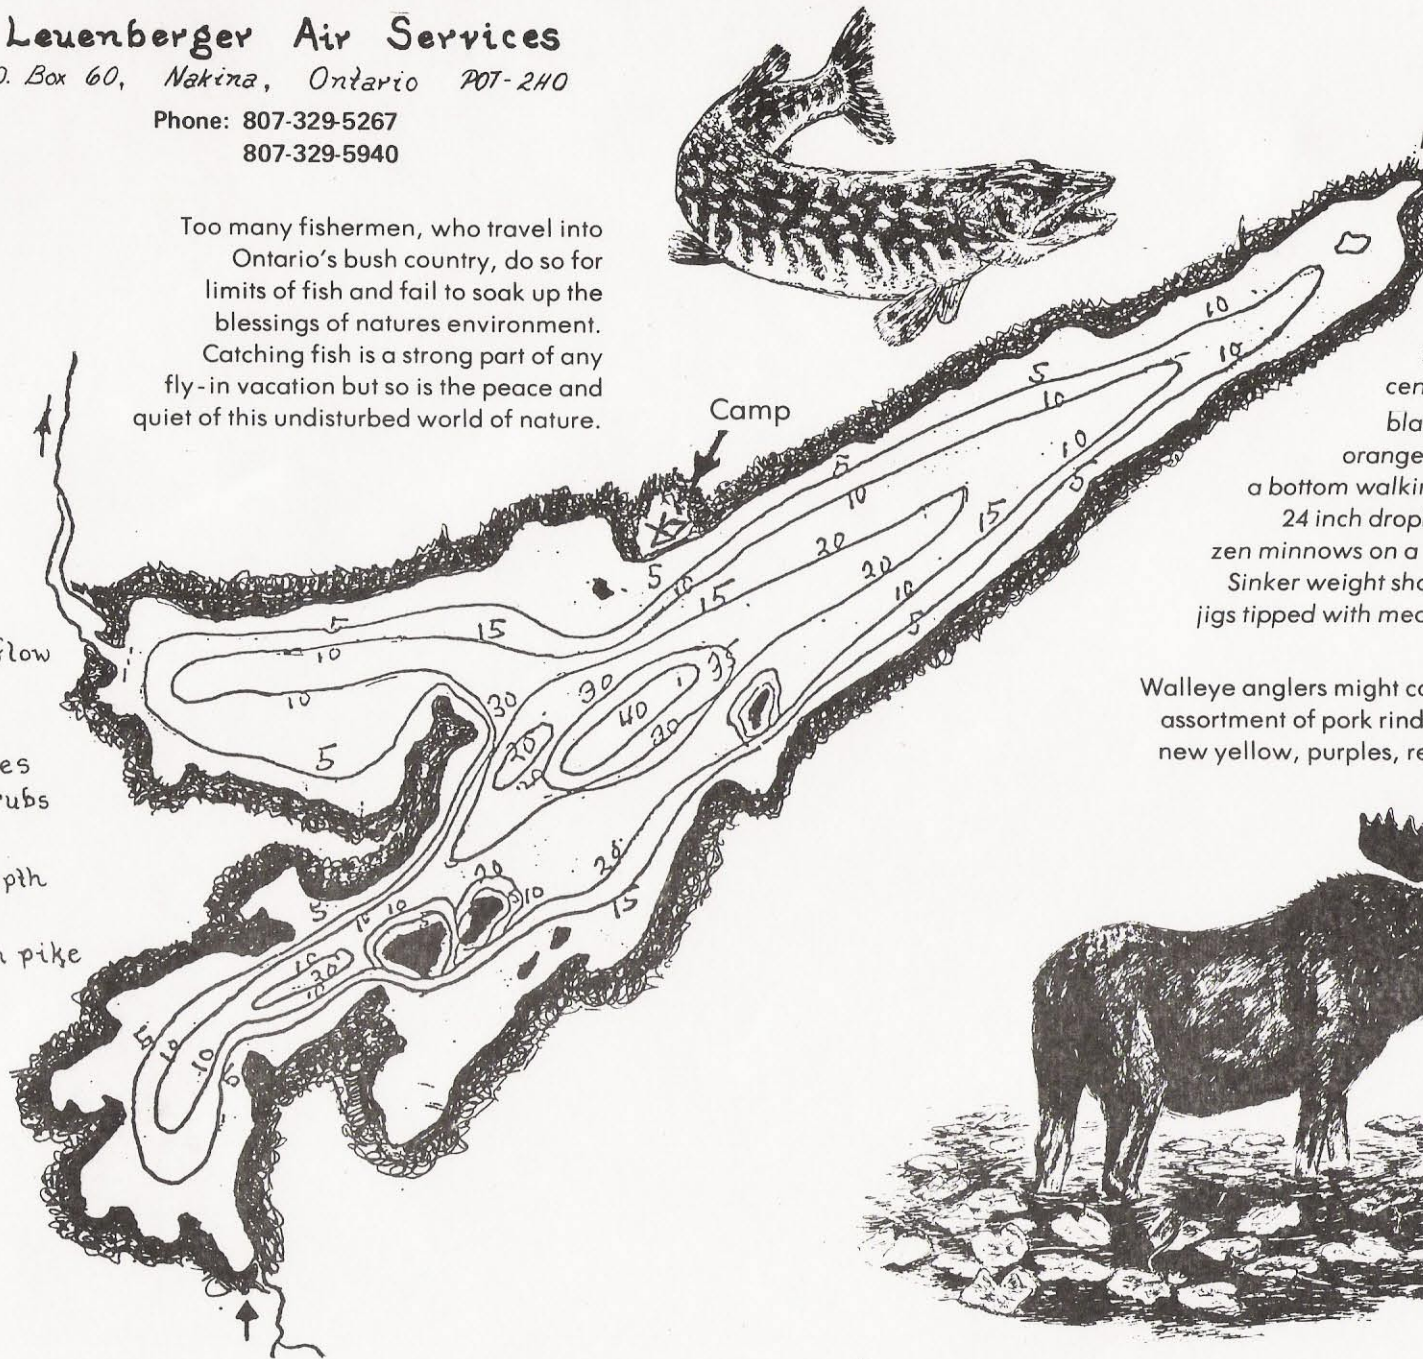 Leuenberger Air Services
O. Box 60, Nakina, Ontario P0T-2H0
Phone: 807-329-5267
807-329-5940
Too many fishermen, who travel into
Ontario's bush country, do so for
limits of fish and fail to soak up the
blessings of natures environment.
Catching fish is a strong part of any
fly-in vacation but so is the peace and
quiet of this undisturbed world of nature.
Camp
cen
bla
orange
a bottom walkin
24 inch drop
zen minnows on a
Sinker weight sho
jigs tipped with mea
Walleye anglers might co
assortment of pork rind
new yellow, purples, re
flow
es
rubs
pth
n pike
10
10
5
10
10
5
5
10
15
20
20
5
10
15
10
5
5
15
10
10
30
30
35
40
30
20
20
5
20
15
20
10
5
15
10
5
15
20
10
5
10
10
5